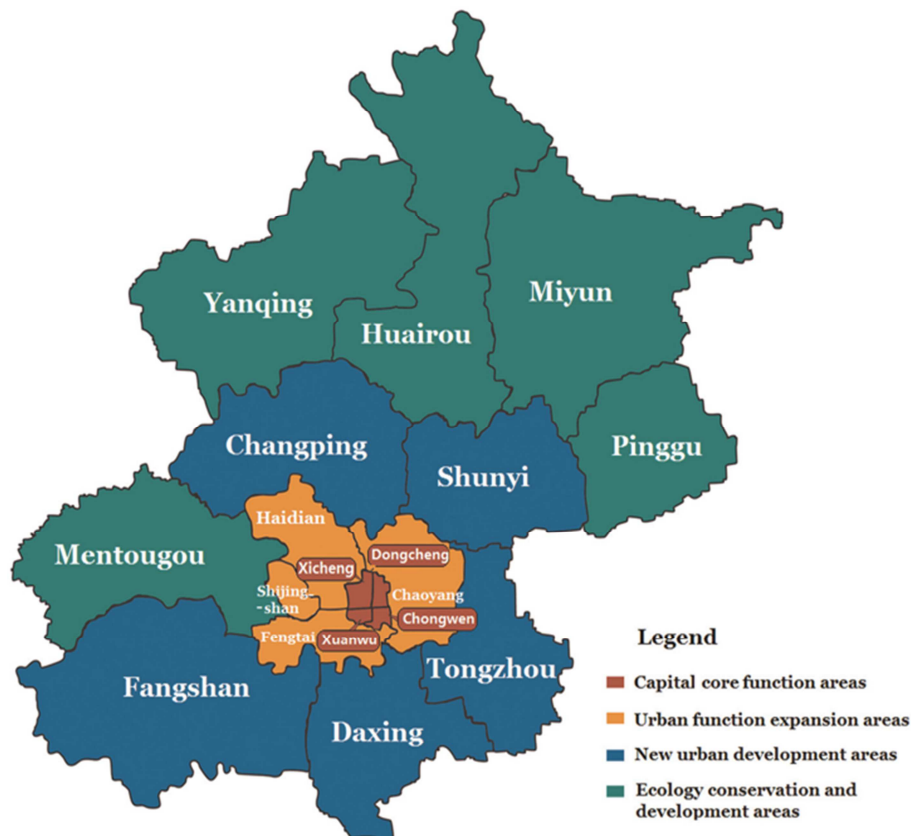 Yanqing
Huairou
Miyun
Changping
Shunyi
Pinggu
Haidian
Mentougou
Dongcheng
Xicheng
Shijing-
-shan
Chaoyang
Chongwen
Fengtai
Xuanwu
Fangshan
Daxing
Tongzhou
Legend
Capital core function areas
Urban function expansion areas
New urban development areas
Ecology conservation and
development areas